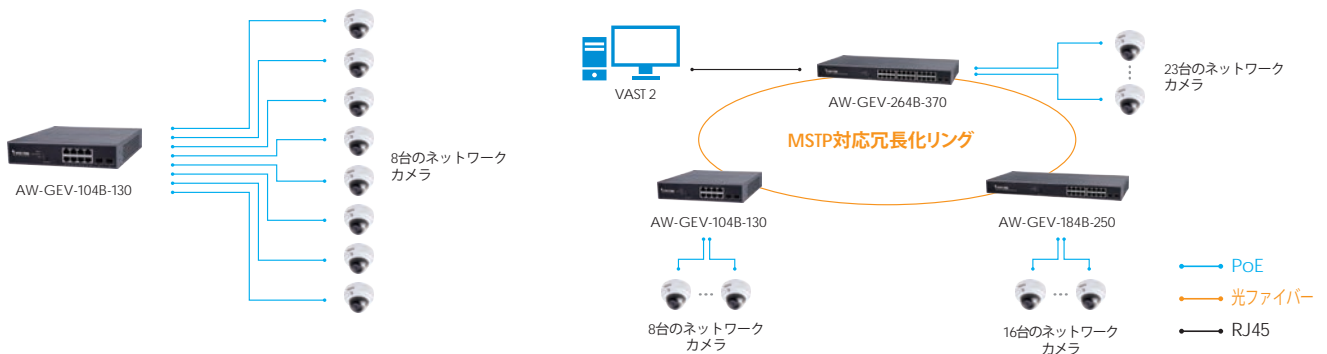 AW-GEV-104B-130
8台のネットワーク
カメラ
VAST 2
AW-GEV-264B-370
23台のネットワーク
カメラ
MSTP対応冗長化リング
AW-GEV-104B-130
AW-GEV-184B-250
8台のネットワーク
カメラ
16台のネットワーク
カメラ
PoE
光ファイバー
RJ45